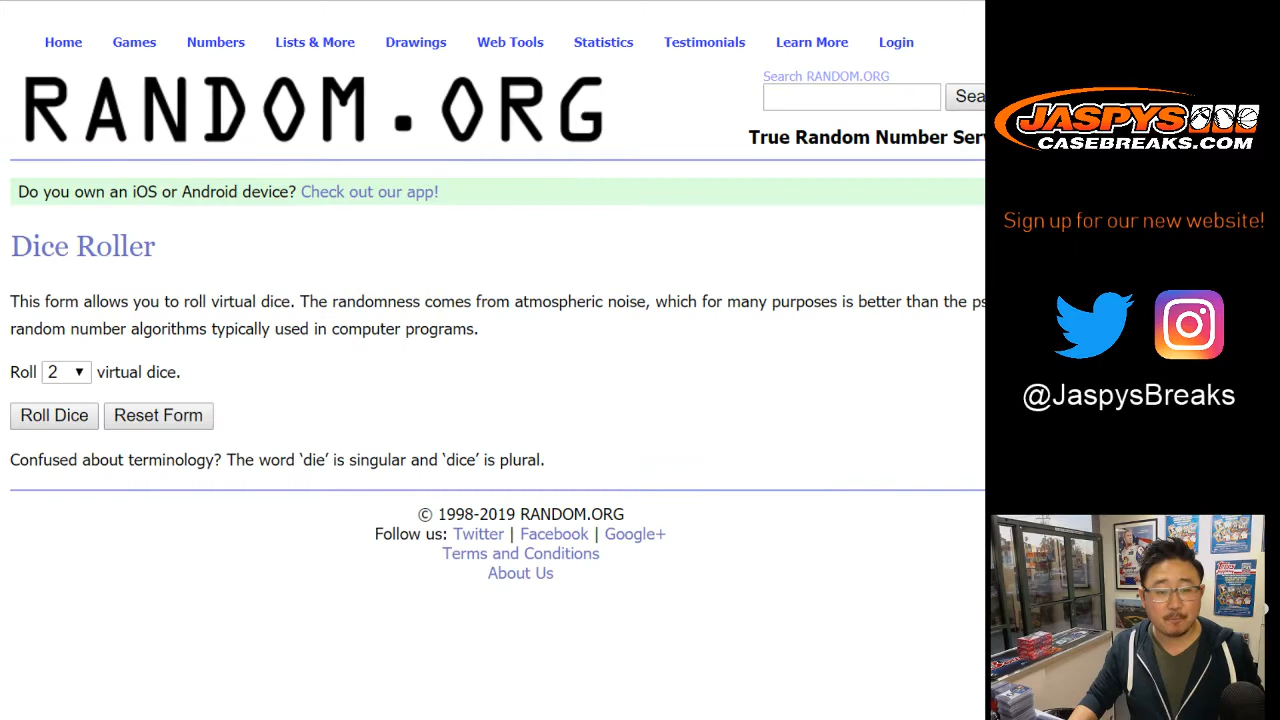 Home Games Numbers Lists & More Drawings Web Tools Statistics Testimonials Learn More Login
RANDOM.ORG
Search RANDOM.ORG
Sea
True Random Number Ser
Do you own an iOS or Android device? Check out our app!
Dice Roller
This form allows you to roll virtual dice. The randomness comes from atmospheric noise, which for many purposes is better than the ps
random number algorithms typically used in computer programs.
Roll 2 virtual dice.
Roll Dice Reset Form
Confused about terminology? The word ‘die’ is singular and ‘dice’ is plural.
© 1998-2019 RANDOM.ORG
Follow us: Twitter | Facebook | Google+
Terms and Conditions
About Us
JASPYS
CASEBREAKS.COM
Sign up for our new website!
@JaspysBreaks